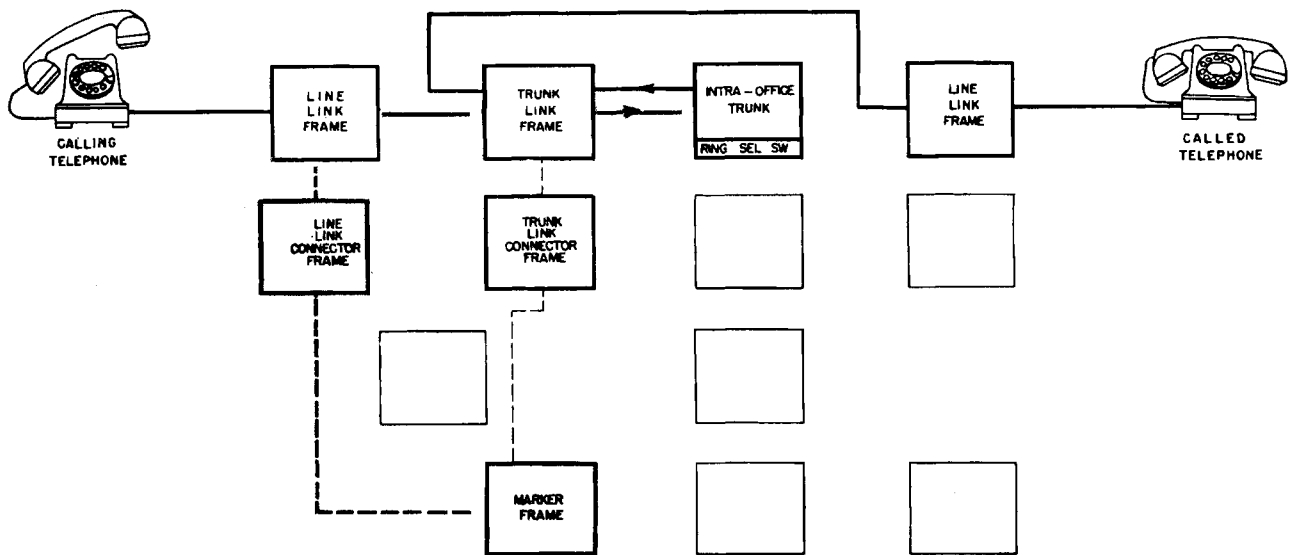 CALLING
TELEPHONE
LINE
LINK
FRAME
TRUNK
LINK
FRAME
INTRA-OFFICE
TRUNK
RING SEL SW
LINE
LINK
FRAME
CALLED
TELEPHONE
LINE
LINK
CONNECTOR
FRAME
TRUNK
LINK
CONNECTOR
FRAME
MARKER
FRAME